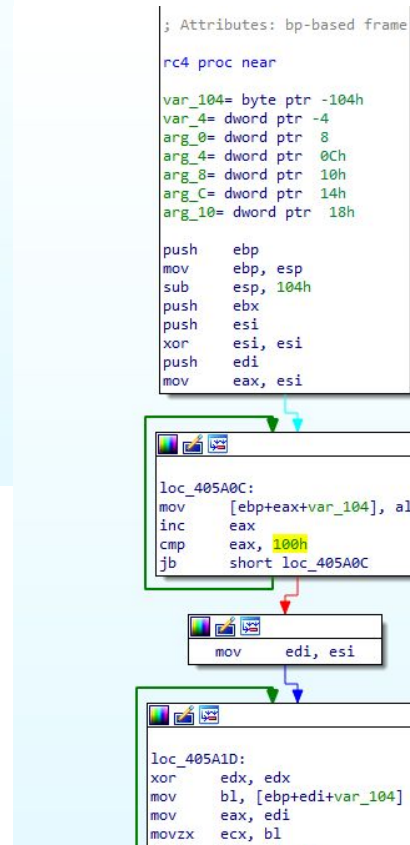 ; Attributes: bp-based frame
rc4 proc near
var_104= byte ptr -104h
var_4= dword ptr -4
arg_0= dword ptr  8
arg_4= dword ptr  0Ch
arg_8= dword ptr  10h
arg_C= dword ptr  14h
arg_10= dword ptr  18h
push    ebp
mov     ebp, esp
sub     esp, 104h
push    ebx
push    esi
xor     esi, esi
push    edi
mov     eax, esi
loc_405A0C:
mov     [ebp+eax+var_104], al
inc     eax
cmp     eax, 100h
jb      short loc_405A0C
mov     edi, esi
loc_405A1D:
xor     edx, edx
mov     bl, [ebp+edi+var_104]
mov     eax, edi
movzx   ecx, bl